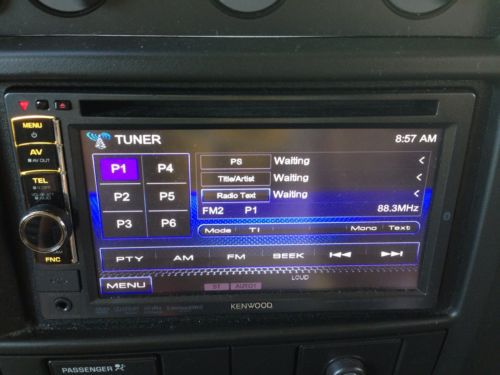 MENU
TUNER
8:57 AM
AV
AV OUT
P1 P4
PS Waiting <
Title/Artist Waiting <
TEL
P2 P5
Radio Text Waiting <
FM2 P1 88.3MHz
P3 P6
Mode TI Mono Text
FNC
PTY AM FM SEEK
MENU
ST AUTO1 LOUD
KENWOOD
PASSENGER